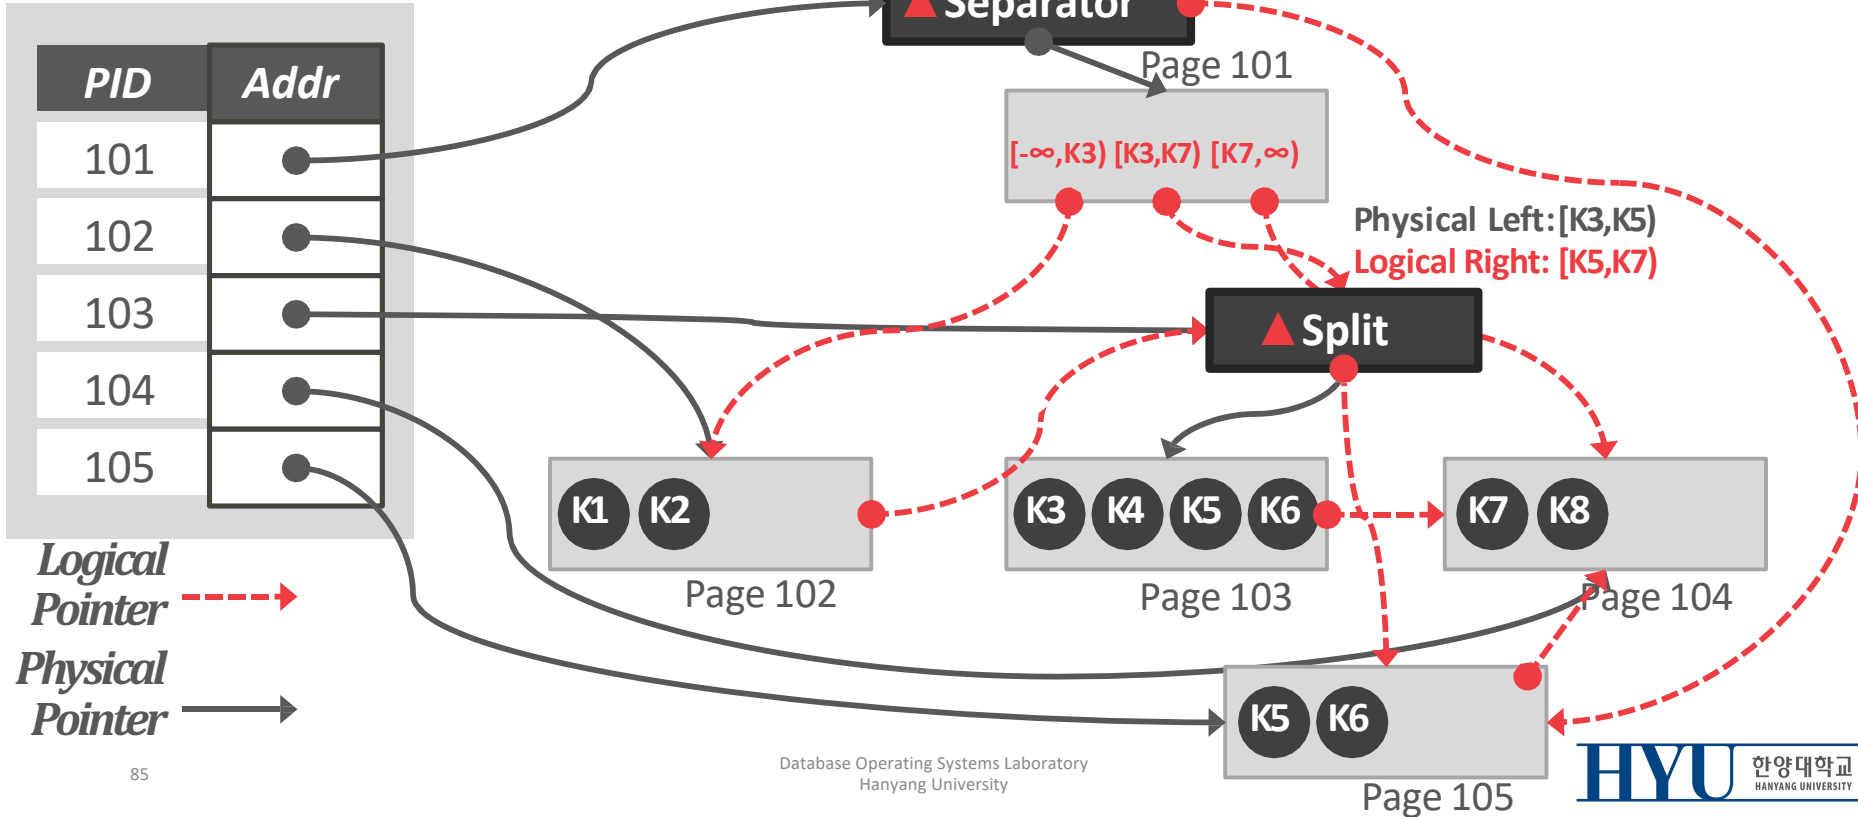 ▲Separator
PID Addr
101
102
103
104
105
Page 101
[-∞,K3) [K3,K7) [K7,∞)
Physical Left: [K3,K5)
Logical Right: [K5,K7)
▲Split
K1 K2
Page 102
K3 K4 K5 K6
Page 103
K7 K8
Page 104
K5 K6
Page 105
Logical
Pointer
Physical
Pointer
85
Database Operating Systems Laboratory
Hanyang University
HYU 한양대학교
HANYANG UNIVERSITY